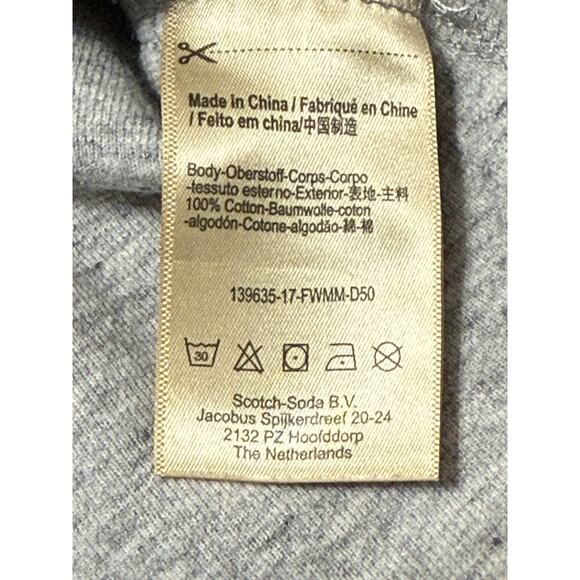 Made in China / Fabriqué en Chine
/ Feito em china/中国制造
Body-Oberstoff-Corps-Corpo
-tessuto esterno-Exterior-表地-主料
100% Cotton-Baumwolle-coton
-algodón-Cotone-algodão-綿-棉
139635-17-FWMM-D50
30
Scotch-Soda B.V.
Jacobus Spijkerdreef 20-24
2132 PZ Hoofddorp
The Netherlands